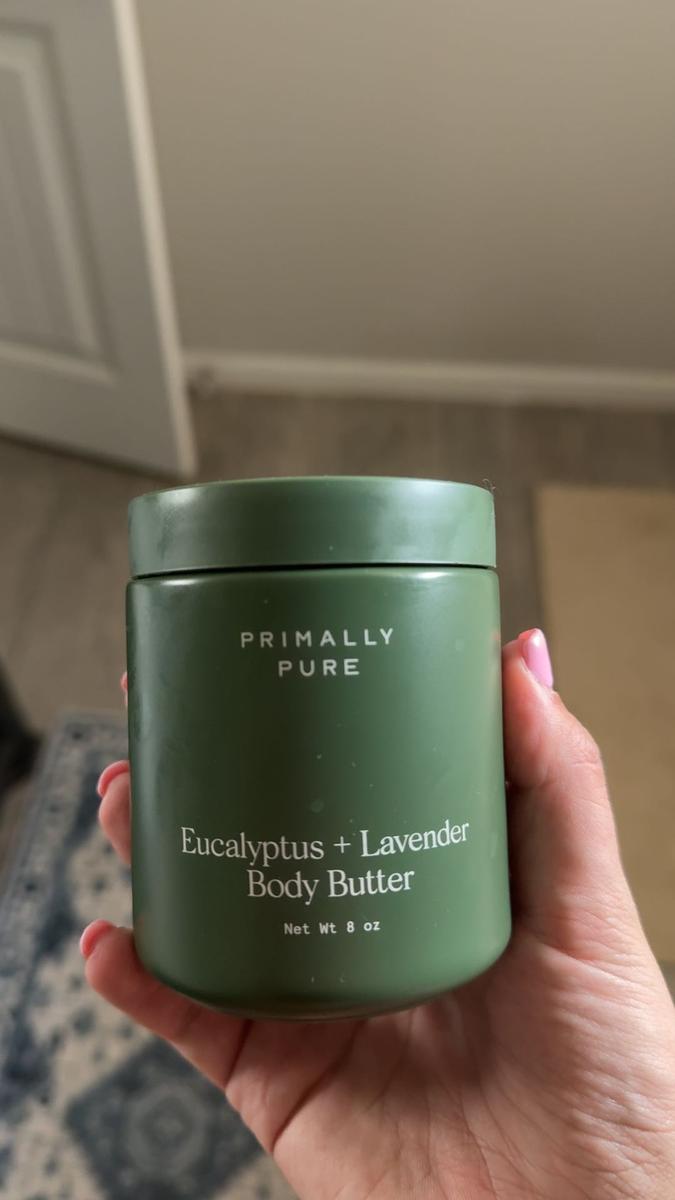 PRIMALLY
PURE
Eucalyptus + Lavender
Body Butter
Net Wt 8 oz